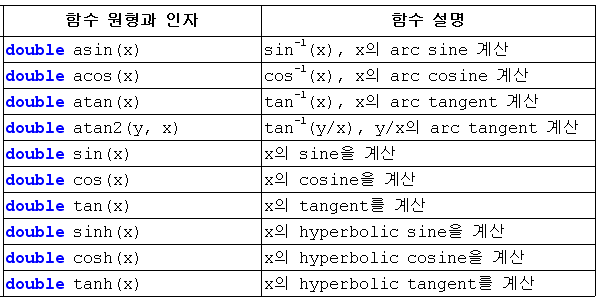 함수 원형과 인자 함수 설명
double asin(x) sin⁻¹(x), x의 arc sine 계산
double acos(x) cos⁻¹(x), x의 arc cosine 계산
double atan(x) tan⁻¹(x), x의 arc tangent 계산
double atan2(y, x) tan⁻¹(y/x), y/x의 arc tangent 계산
double sin(x) x의 sine을 계산
double cos(x) x의 cosine을 계산
double tan(x) x의 tangent를 계산
double sinh(x) x의 hyperbolic sine을 계산
double cosh(x) x의 hyperbolic cosine을 계산
double tanh(x) x의 hyperbolic tangent를 계산